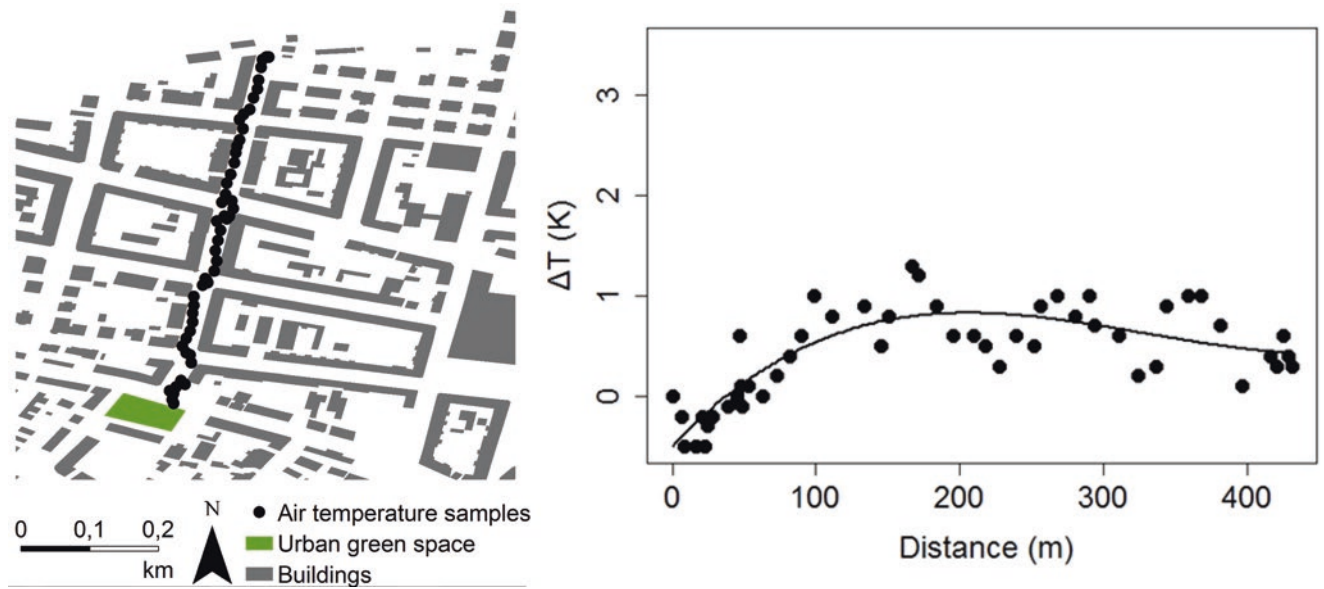 0 0,1 0,2
km
N
Air temperature samples
Urban green space
Buildings
ΔT (K)
3
2
1
0
0 100 200 300 400
Distance (m)